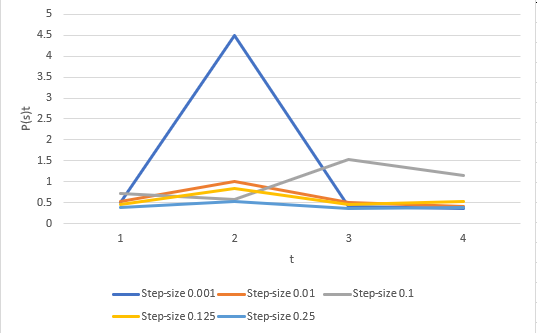 5
4.5
4
3.5
3
2.5
2
1.5
1
0.5
0
P(s)t
1 2 3 4
t
Step-size 0.001 Step-size 0.01 Step-size 0.1
Step-size 0.125 Step-size 0.25